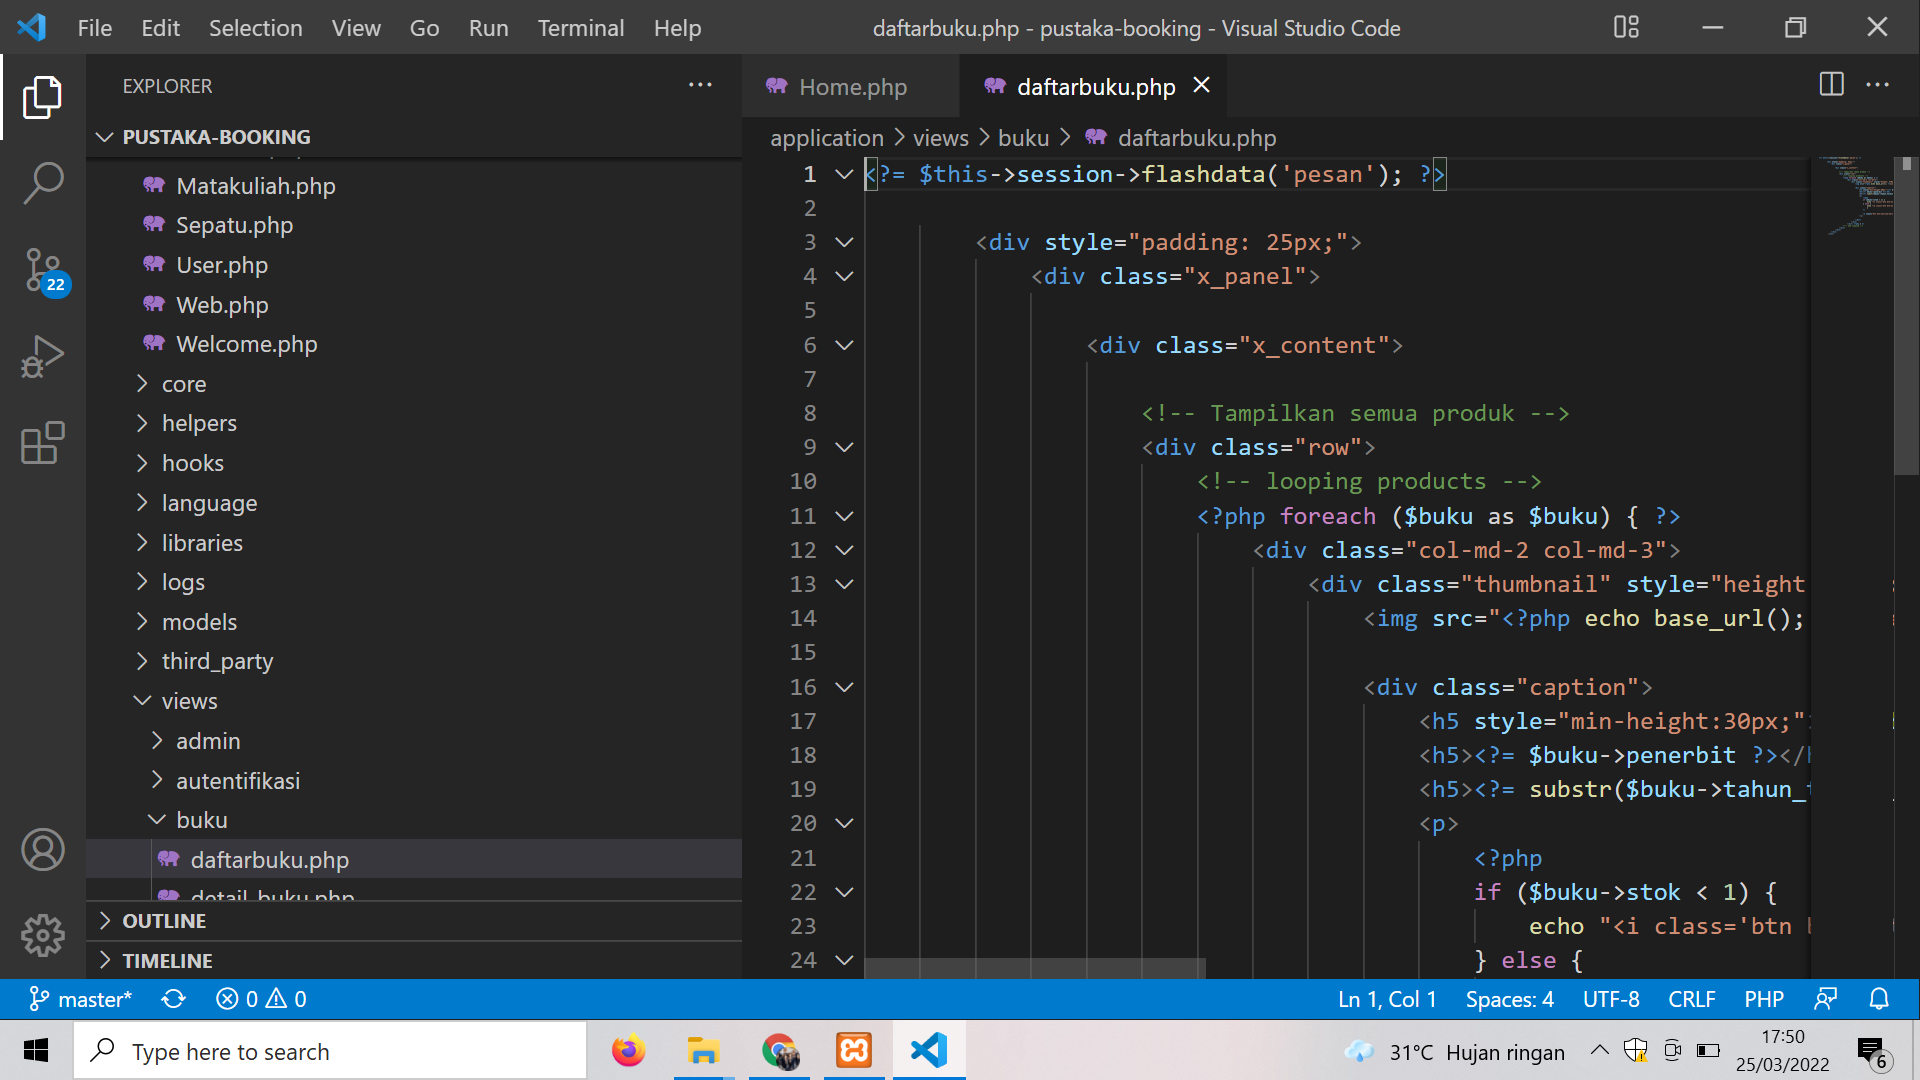 File Edit Selection View Go Run Terminal Help
daftarbuku.php - pustaka-booking - Visual Studio Code
EXPLORER
PUSTAKA-BOOKING
Matakuliah.php
Sepatu.php
User.php
Web.php
Welcome.php
core
helpers
hooks
language
libraries
logs
models
third_party
views
admin
autentifikasi
buku
daftarbuku.php
detail_buku.php
OUTLINE
TIMELINE
22
Home.php
daftarbuku.php
application > views > buku > daftarbuku.php
1 <?= $this->session->flashdata('pesan'); ?>
2
3 <div style="padding: 25px;">
4 <div class="x_panel">
5
6 <div class="x_content">
7
8 <!-- Tampilkan semua produk -->
9 <div class="row">
10 <!-- looping products -->
11 <?php foreach ($buku as $buku) { ?>
12 <div class="col-md-2 col-md-3">
13 <div class="thumbnail" style="height
14 <img src="<?php echo base_url();
15
16 <div class="caption">
17 <h5 style="min-height:30px;">
18 <h5><?= $buku->penerbit ?></
19 <h5><?= substr($buku->tahun_
20 <p>
21 <?php
22 if ($buku->stok < 1) {
23 echo "<i class='btn
24 } else {
master* 0 0
Ln 1, Col 1 Spaces: 4 UTF-8 CRLF PHP
Type here to search
31°C Hujan ringan
17:50
25/03/2022
6